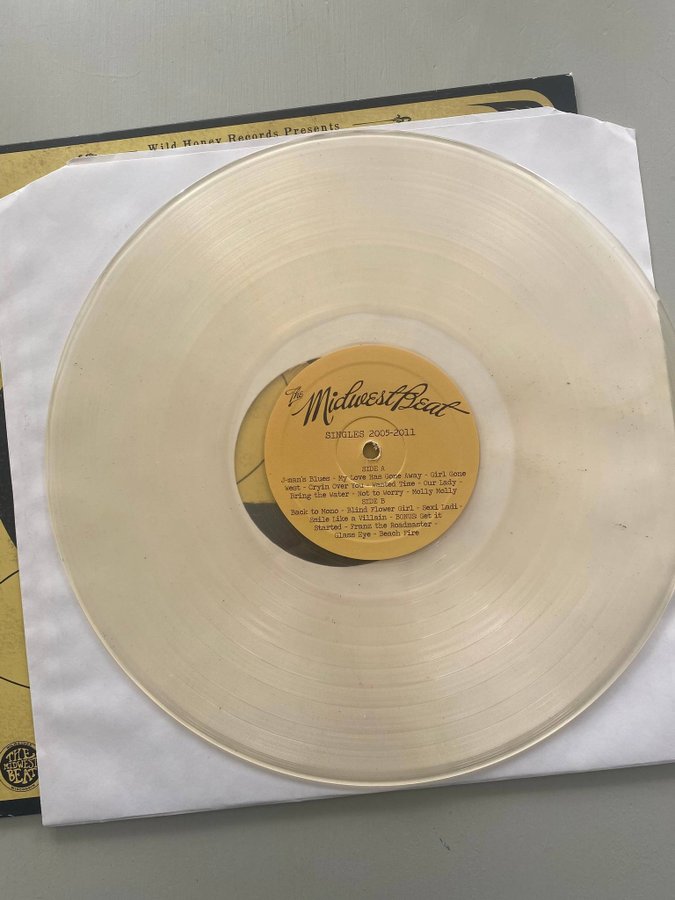 Wild Honey Records Presents
The
Midwest Beat
SINGLES 2005-2011
SIDE A
J-man's Blues - My Love Has Gone Away - Girl Gone
West - Cryin Over You - Wanted Time - Our Lady -
Bring the Water - Not to Worry - Molly Molly
SIDE B
Back to Mono - Blind Flower Girl - Sexi Ladi -
Smile Like a Villain - BONUS: Get it
Started - Franz the Roadmaster -
Glass Eye - Beach Fire
THE
MIDWEST
BEAT